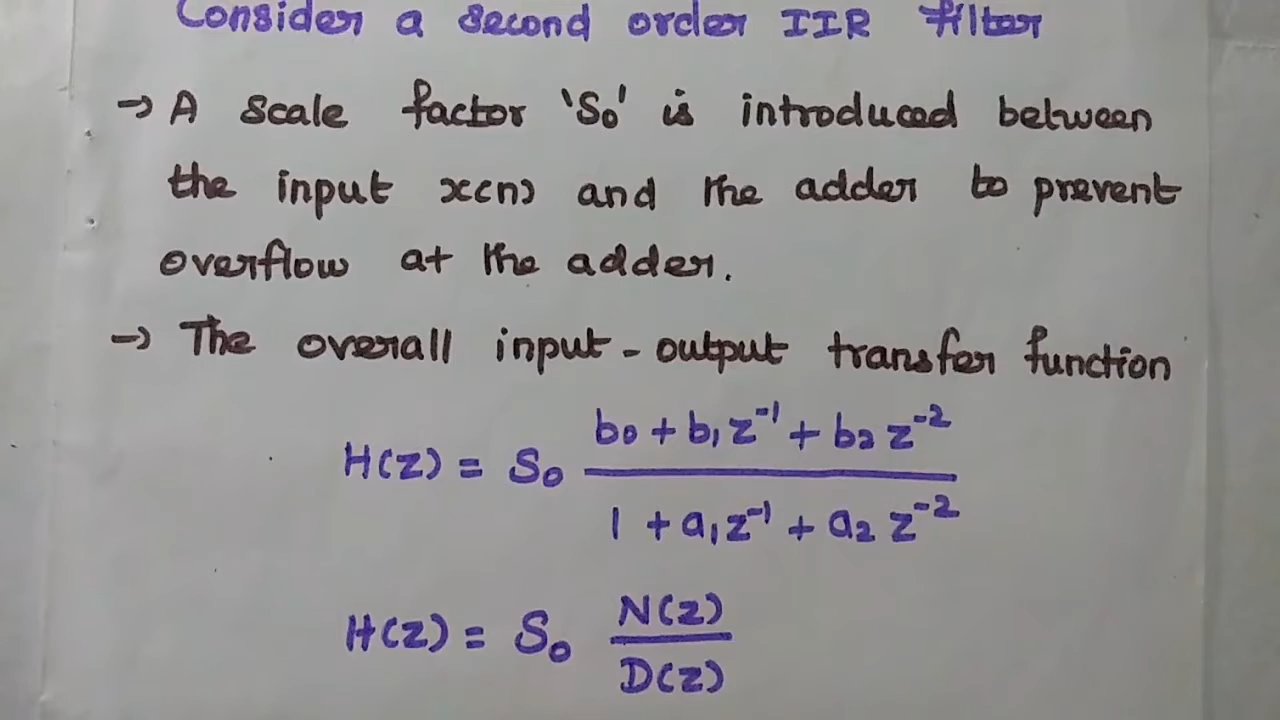 Consider a second order IIR filter
→ A scale factor 'S₀' is introduced between
the input x(n) and the adder to prevent
overflow at the adder.
→ The overall input-output transfer function
H(z) = S₀ (b₀ + b₁z⁻¹ + b₂z⁻²) / (1 + a₁z⁻¹ + a₂z⁻²)
H(z) = S₀ N(z) / D(z)